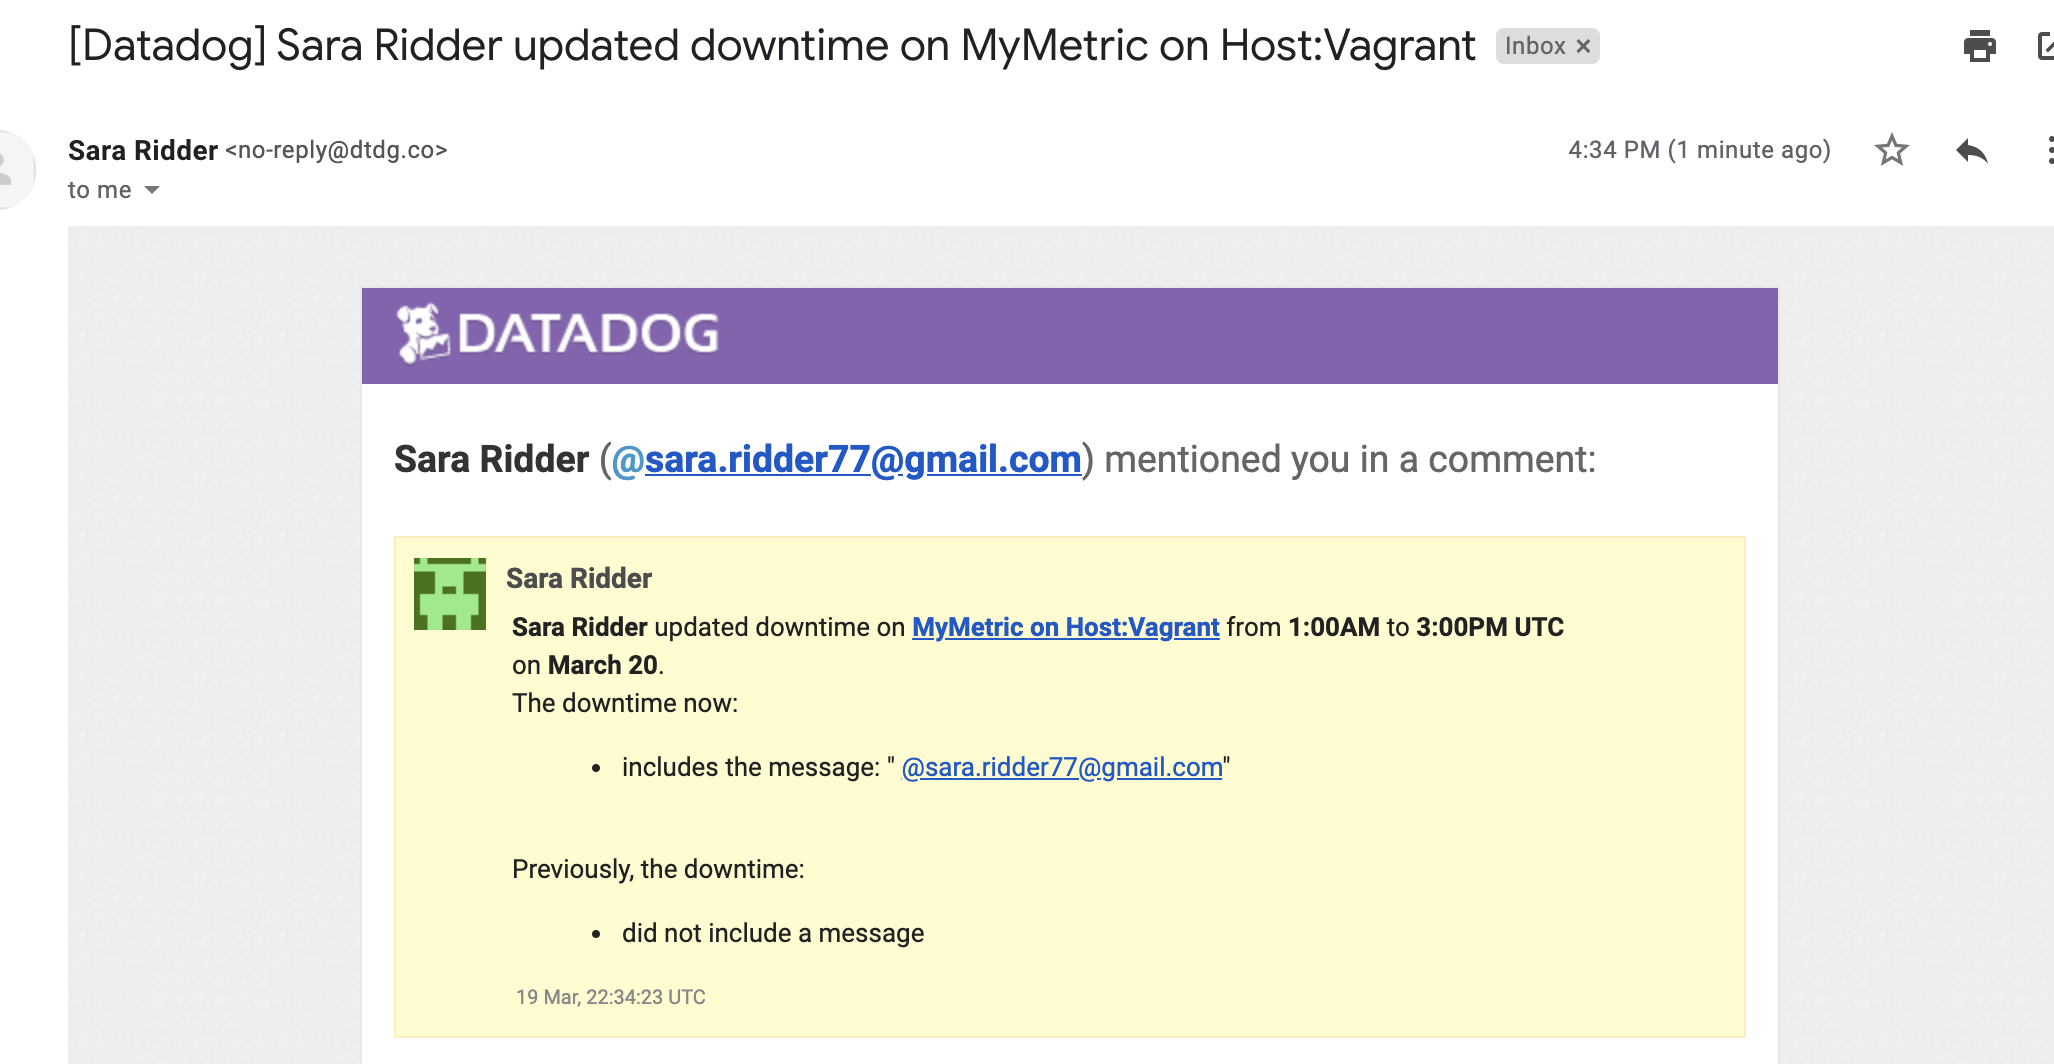 [Datadog] Sara Ridder updated downtime on MyMetric on Host:Vagrant Inbox ×
Sara Ridder <no-reply@dtdg.co> 4:34 PM (1 minute ago)
to me
DATADOG
Sara Ridder (@sara.ridder77@gmail.com) mentioned you in a comment:
Sara Ridder
Sara Ridder updated downtime on MyMetric on Host:Vagrant from 1:00AM to 3:00PM UTC
on March 20.
The downtime now:
• includes the message: " @sara.ridder77@gmail.com"
Previously, the downtime:
• did not include a message
19 Mar, 22:34:23 UTC